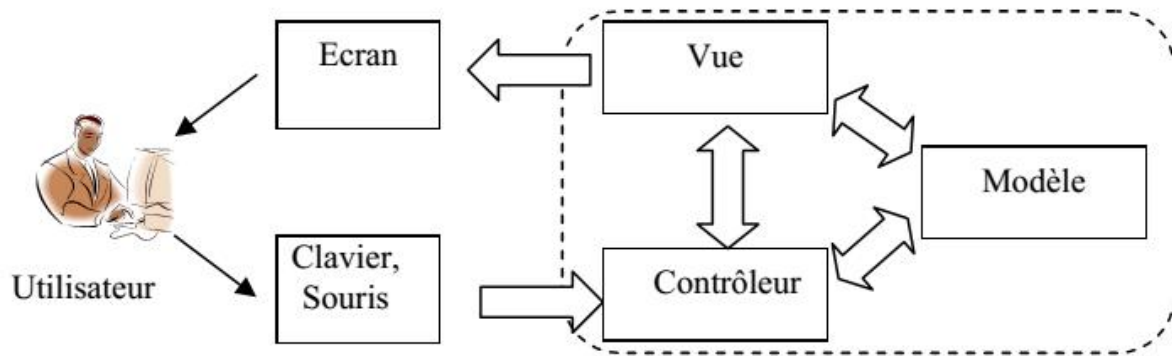 Ecran
Vue
Modèle
Utilisateur
Clavier,
Souris
Contrôleur